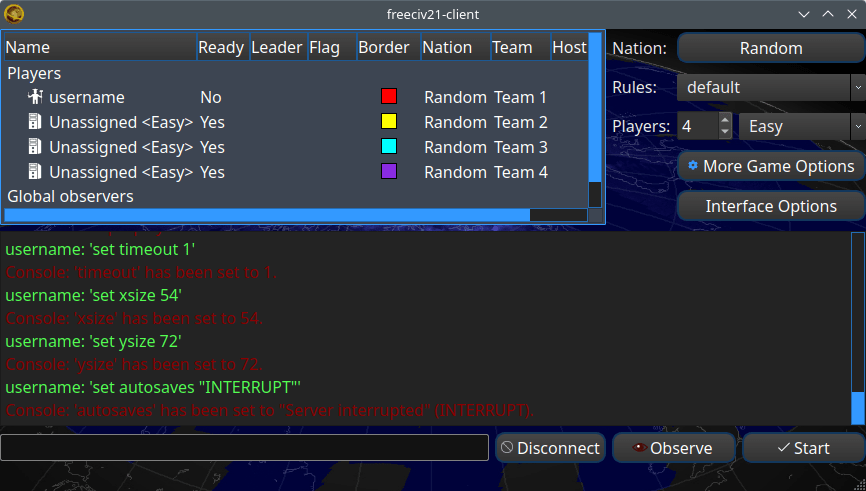 freeciv21-client
Name Ready Leader Flag Border Nation Team Host
Players
username No Random Team 1
Unassigned <Easy> Yes Random Team 2
Unassigned <Easy> Yes Random Team 3
Unassigned <Easy> Yes Random Team 4
Global observers
Nation: Random
Rules: default
Players: 4 Easy
More Game Options
Interface Options
username: 'set timeout 1'
Console: 'timeout' has been set to 1.
username: 'set xsize 54'
Console: 'xsize' has been set to 54.
username: 'set ysize 72'
Console: 'ysize' has been set to 72.
username: 'set autosaves "INTERRUPT"'
Console: 'autosaves' has been set to "Server interrupted" (INTERRUPT).
Disconnect Observe Start